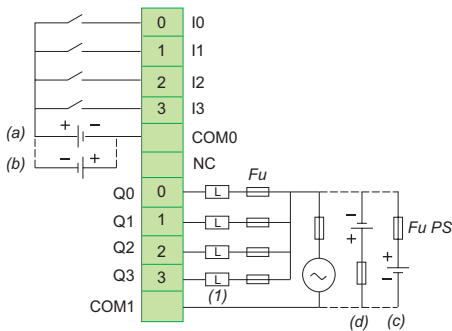 0 I0
1 I1
2 I2
3 I3
(a) + − COM0
(b) − + NC
Q0 0 L Fu
Q1 1 L
Q2 2 L
Q3 3 L
(1)
COM1
− +
Fu PS
+ −
(d) (c)